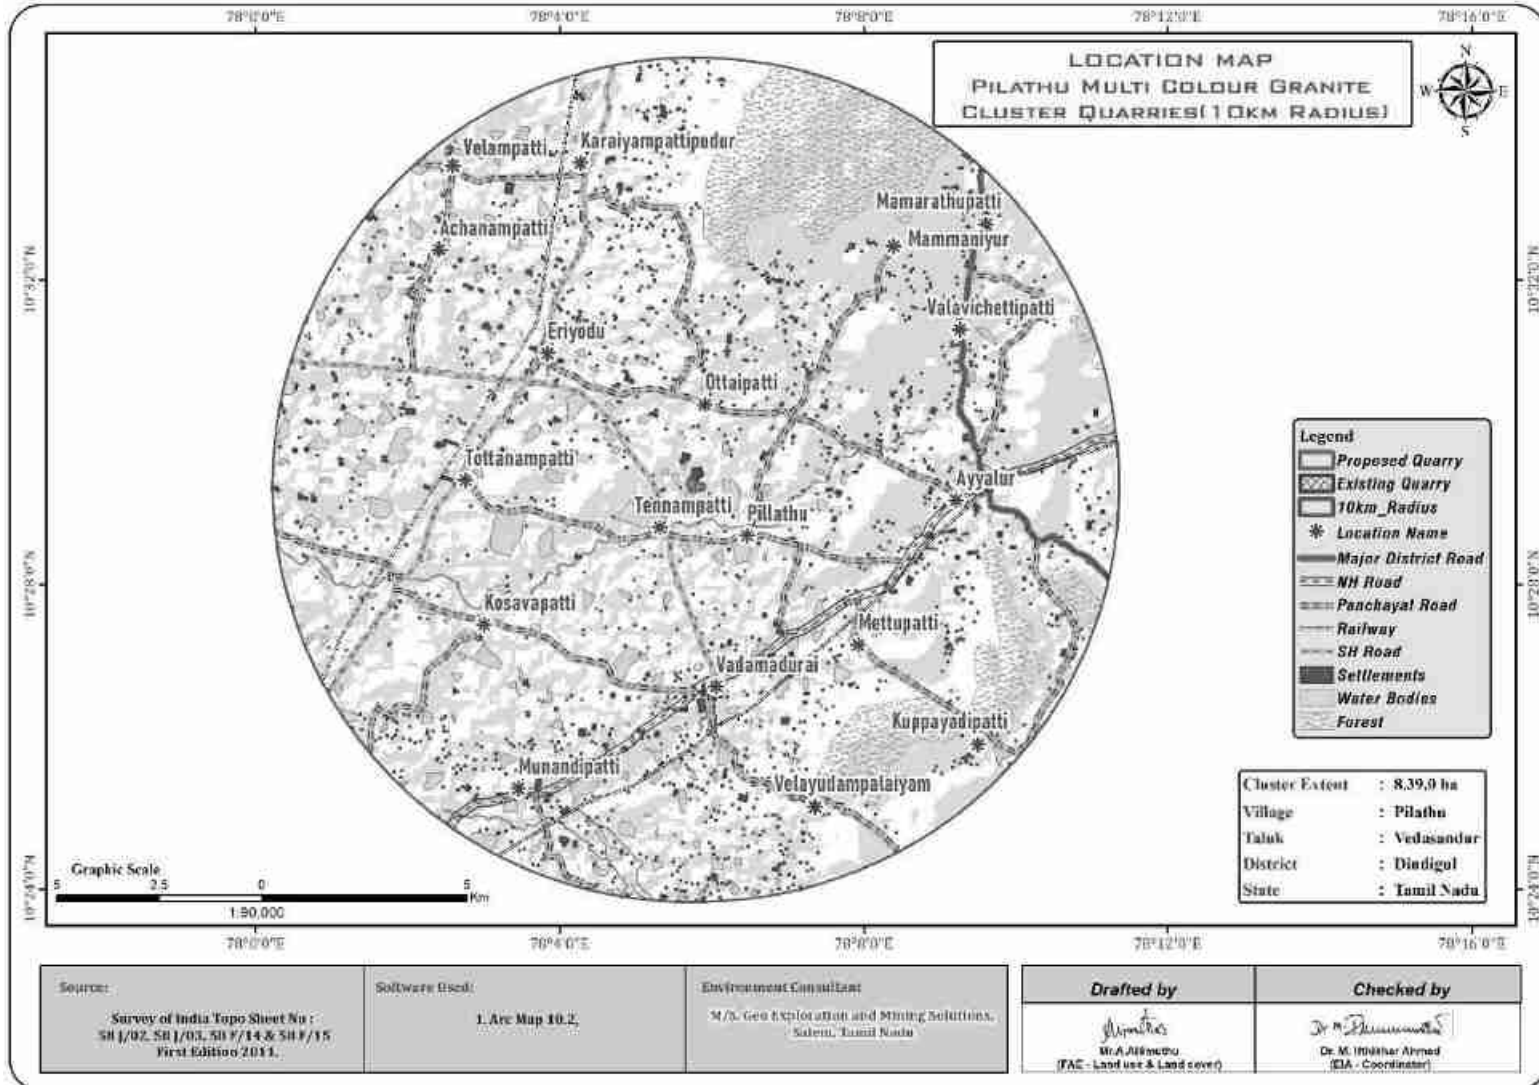 78°0'0"E 78°4'0"E 78°8'0"E 78°12'0"E 78°16'0"E
LOCATION MAP
PILATHU MULTI COLOUR GRANITE
CLUSTER QUARRIES(10KM RADIUS)
N
W E
S
Velampatti
Karaiyampattipudur
Mamarathupatti
Achanampatti
Mammaniyur
10°32'0"N 10°32'0"N
Valavichettipatti
Eriyodu
Ottaipatti
Tottanampatti
Ayyalur
Tennampatti
Pillathu
10°28'0"N 10°28'0"N
Kosavapatti
Mettupatti
Vadamadurai
Kuppayadipatti
Munandipatti
Velayudampalaiyam
10°24'0"N 10°24'0"N
Legend
Proposed Quarry
Existing Quarry
10km_Radius
Location Name
Major District Road
NH Road
Panchayat Road
Railway
SH Road
Settlements
Water Bodies
Forest
Cluster Extent : 8.39.0 ha
Village : Pilathu
Taluk : Vedasandur
District : Dindigul
State : Tamil Nadu
Graphic Scale
5 2.5 0 5
Km
1:90,000
78°0'0"E 78°4'0"E 78°8'0"E 78°12'0"E 78°16'0"E
Source:
Survey of India Topo Sheet No :
58 J/02, 58 J/03, 58 F/14 & 58 F/15
First Edition 2011.
Software Used:
1. Arc Map 10.2,
Environment Consultant
M/S. Geo Exploration and Mining Solutions,
Salem, Tamil Nadu
Drafted by
(FAE - Land use & Land cover)
Checked by
Dr. M. Ifthikhar Ahmed
(EIA - Coordinator)